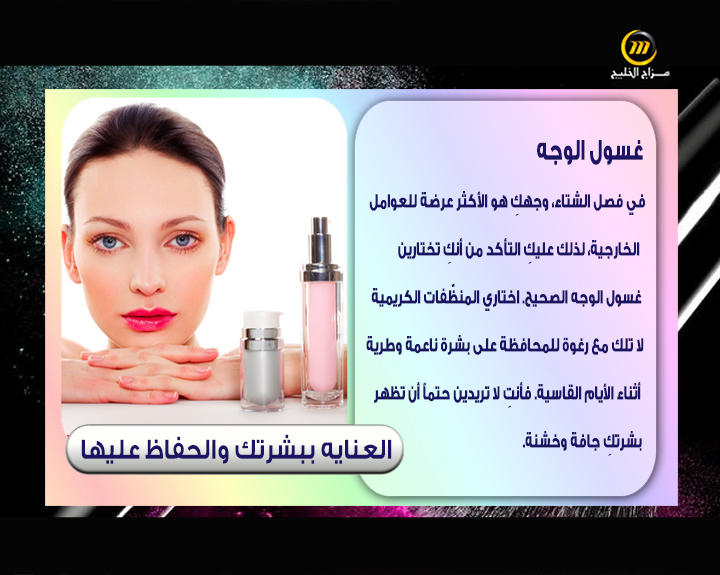 مزاج الخليج
غسول الوجه
في فصل الشتاء، وجهكِ هو الأكثر عرضة للعوامل
الخارجية، لذلك عليكِ التأكد من أنكِ تختارين
غسول الوجه الصحيح. اختاري المنظّفات الكريمية
لا تلك مع رغوة للمحافظة على بشرة ناعمة وطرية
أثناء الأيام القاسية. فأنتِ لا تريدين حتماً أن تظهر
بشرتكِ جافة وخشنة.
العنايه ببشرتك والحفاظ عليها